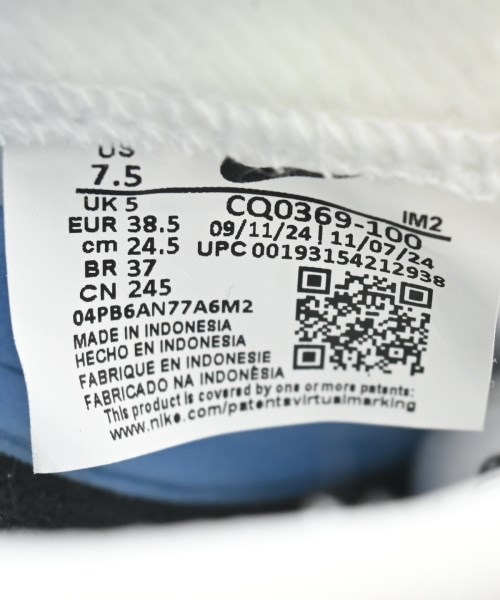 US
7.5
UK 5
EUR 38.5
cm 24.5
BR 37
CN 245
04PB6AN77A6M2
CQ0369-100
IM2
09/11/24 | 11/07/24
UPC 00193154212938
MADE IN INDONESIA
HECHO EN INDONESIA
FABRIQUE EN INDONESIE
FABRICADO NA INDONÈSIA
This product is covered by one or more patents:
www.nike.com/patentsvirtualmarking